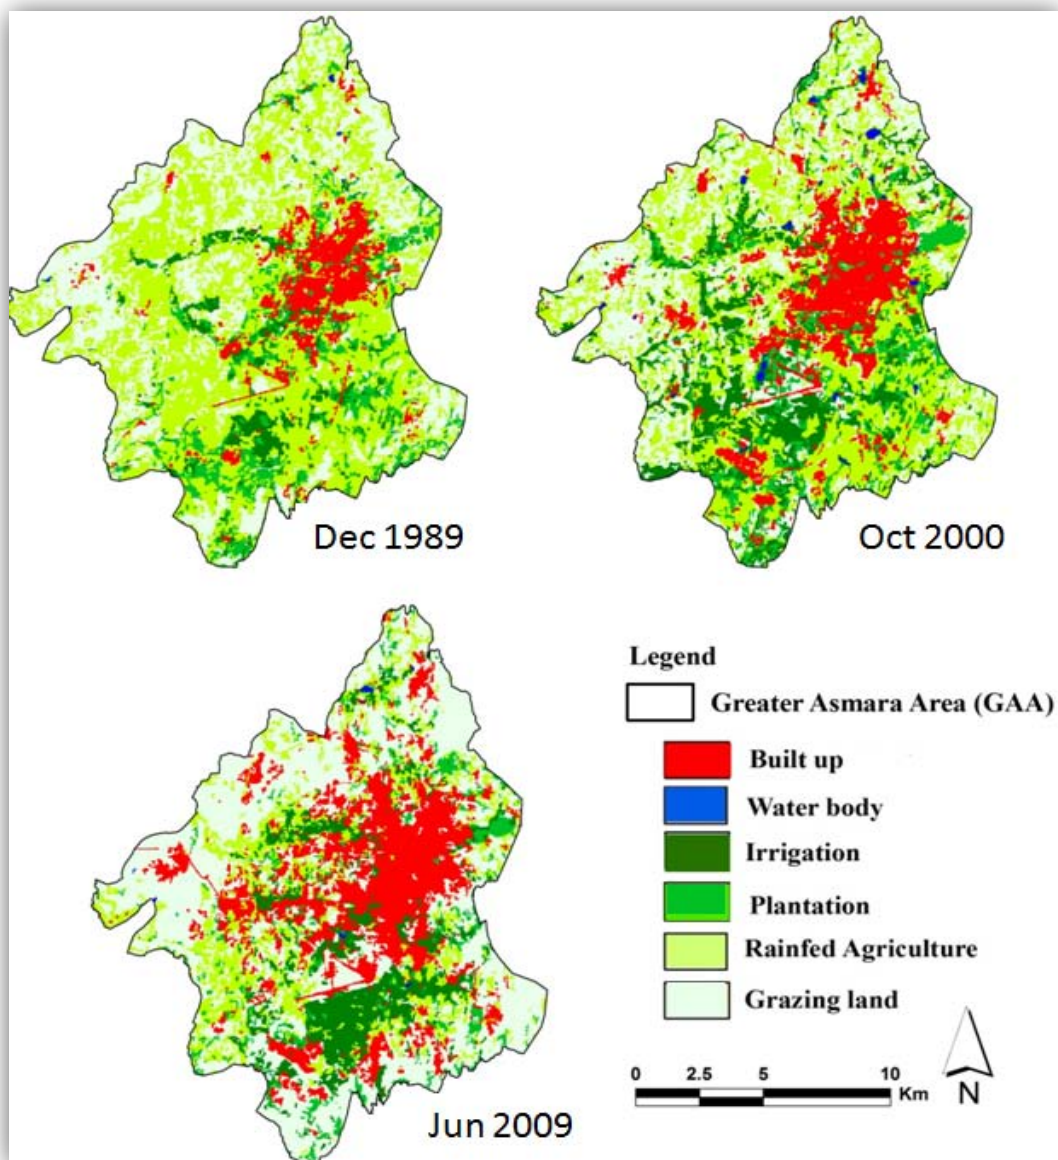 Dec 1989
Oct 2000
Legend
Greater Asmara Area (GAA)
Built up
Water body
Irrigation
Plantation
Rainfed Agriculture
Grazing land
0 2.5 5 10
Km
N
Jun 2009